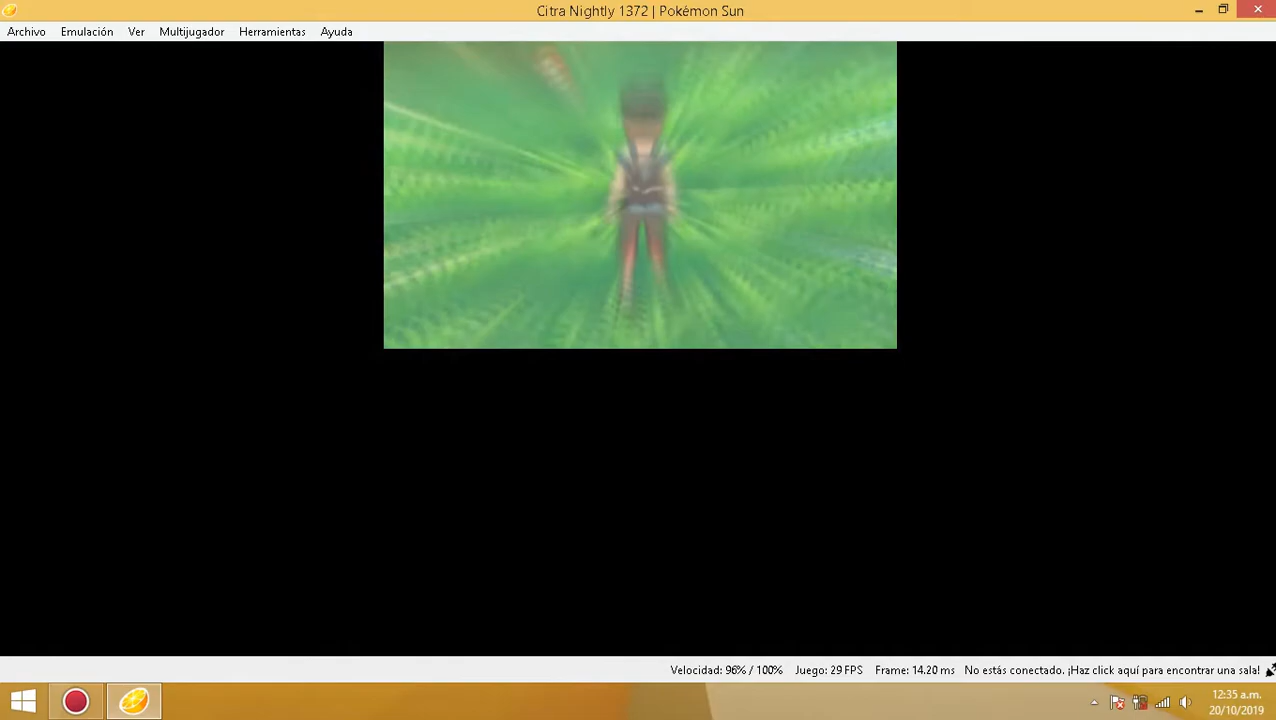 Citra Nightly 1372 | Pokémon Sun
Archivo Emulación Ver Multijugador Herramientas Ayuda
Velocidad: 96% / 100% Juego: 29 FPS Frame: 14.20 ms No estás conectado. ¡Haz click aquí para encontrar una sala!
12:35 a.m.
20/10/2019